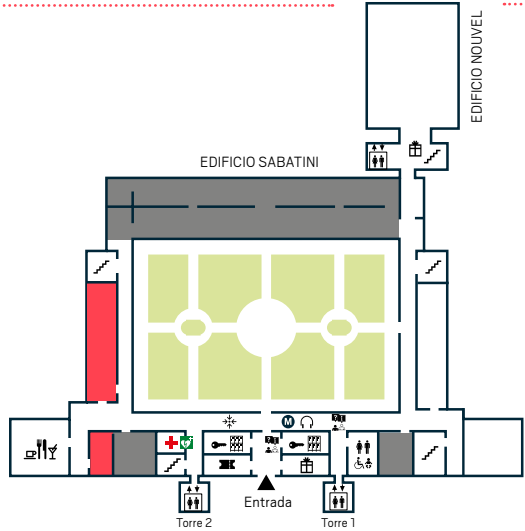 EDIFICIO NOUVEL
EDIFICIO SABATINI
M
Entrada
Torre 2
Torre 1